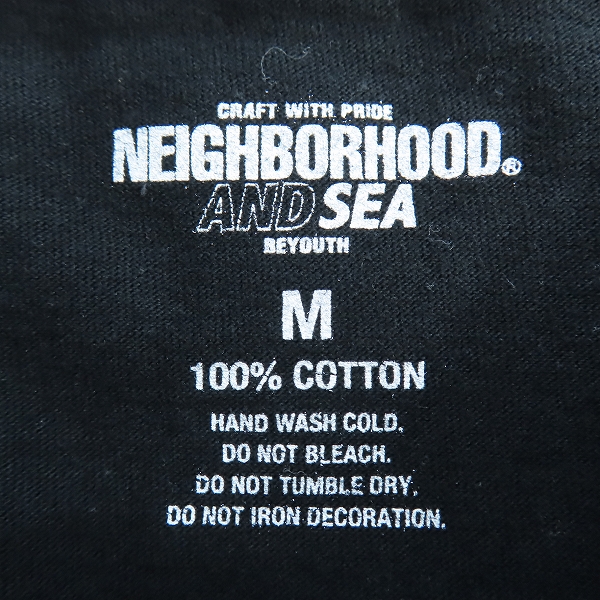 CRAFT WITH PRIDE
NEIGHBORHOOD®
AND SEA
BEYOUTH
M
100% COTTON
HAND WASH COLD.
DO NOT BLEACH.
DO NOT TUMBLE DRY.
DO NOT IRON DECORATION.